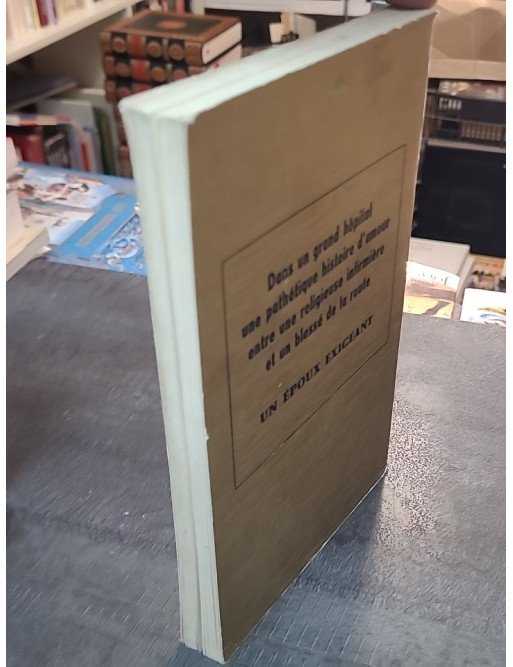 Dans un grand hôpital
une pathétique histoire d'amour
entre une religieuse infirmière
et un blessé de la route
UN EPOUX EXIGEANT